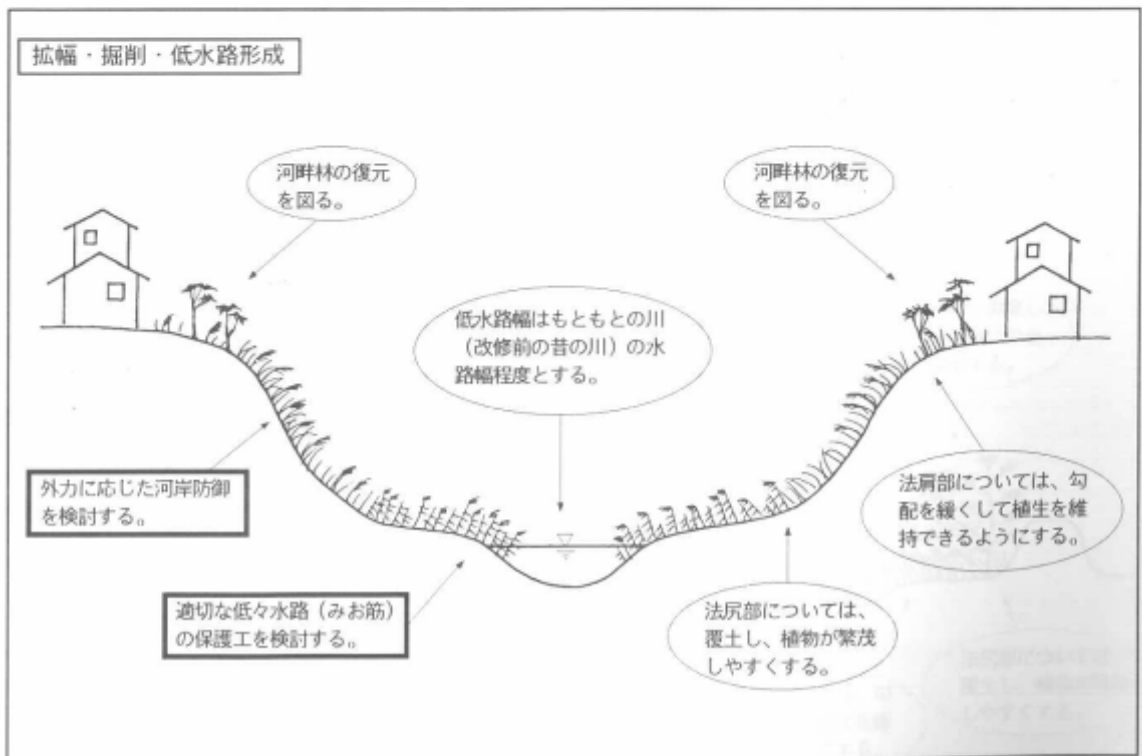 拡幅・掘削・低水路形成
河畔林の復元
を図る。
河畔林の復元
を図る。
低水路幅はもともとの川
（改修前の昔の川）の水
路幅程度とする。
外力に応じた河岸防御
を検討する。
法肩部については、勾
配を緩くして植生を維
持できるようにする。
適切な低々水路（みお筋）
の保護工を検討する。
法尻部については、
覆土し、植物が繁茂
しやすくする。